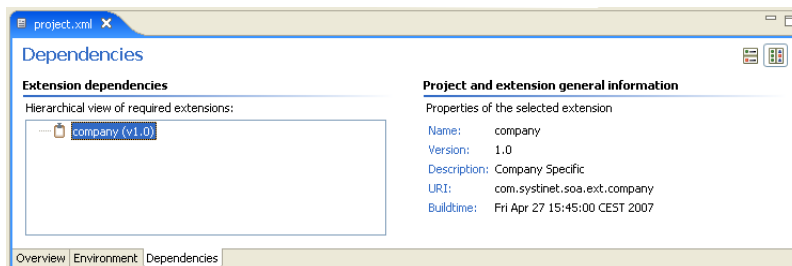 project.xml
Dependencies
Extension dependencies
Hierarchical view of required extensions:
company (v1.0)
Project and extension general information
Properties of the selected extension
Name: company
Version: 1.0
Description: Company Specific
URI: com.systinet.soa.ext.company
Buildtime: Fri Apr 27 15:45:00 CEST 2007
Overview Environment Dependencies